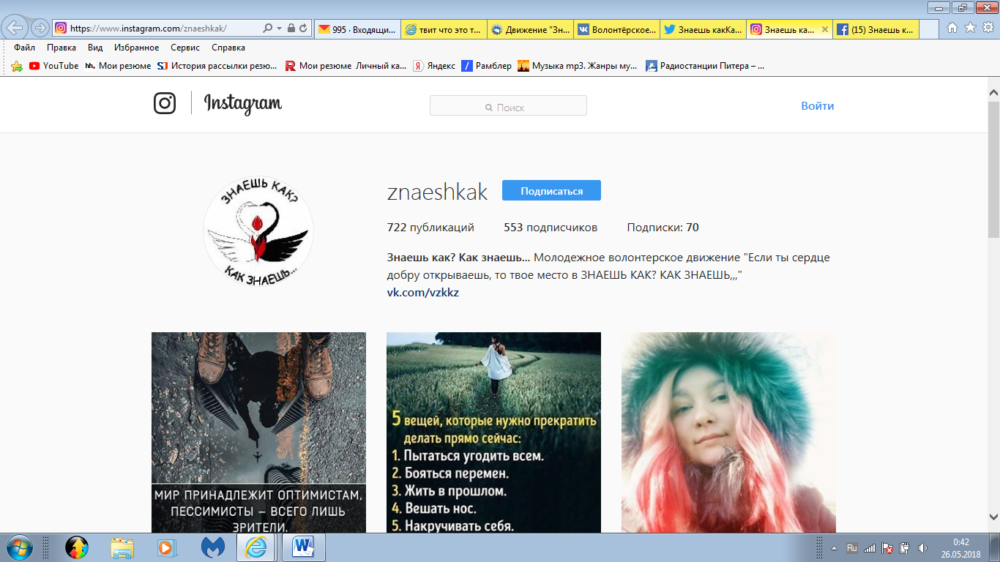 https://www.instagram.com/znaeshkak/
995 · Входящи...
твит что это т...
Движение "Зн...
Волонтёрское...
Знаешь какКа...
Знаешь ка...
(15) Знаешь к...
Файл Правка Вид Избранное Сервис Справка
YouTube
hh. Мои резюме
SJ История рассылки резю...
R Мои резюме Личный ка...
Я Яндекс
Рамблер
Музыка mp3. Жанры му...
Радиостанции Питера – ...
Instagram
Поиск
Войти
ЗНАЕШЬ КАК?
КАК ЗНАЕШЬ...
znaeshkak
Подписаться
722 публикаций 553 подписчиков Подписки: 70
Знаешь как? Как знаешь... Молодежное волонтерское движение "Если ты сердце
добру открываешь, то твое место в ЗНАЕШЬ КАК? КАК ЗНАЕШЬ,,,"
vk.com/vzkkz
МИР ПРИНАДЛЕЖИТ ОПТИМИСТАМ,
ПЕССИМИСТЫ – ВСЕГО ЛИШЬ
ЗРИТЕЛИ.
5 вещей, которые нужно прекратить
делать прямо сейчас:
1. Пытаться угодить всем.
2. Бояться перемен.
3. Жить в прошлом.
4. Вешать нос.
5. Накручивать себя.
Ru
0:42
26.05.2018